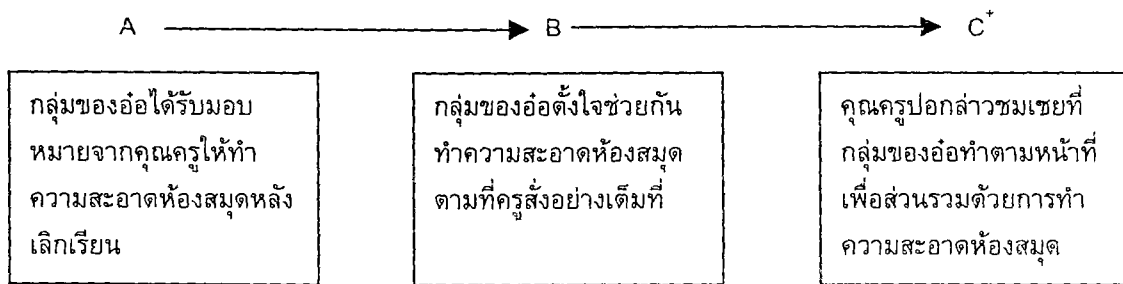 A B C+
กลุ่มของอ๋อได้รับมอบ
หมายจากคุณครูให้ทำ
ความสะอาดห้องสมุดหลัง
เลิกเรียน
กลุ่มของอ๋อตั้งใจช่วยกัน
ทำความสะอาดห้องสมุด
ตามที่ครูสั่งอย่างเต็มที่
คุณครูปอกล่าวชมเชยที่
กลุ่มของอ๋อทำตามหน้าที่
เพื่อส่วนรวมด้วยการทำ
ความสะอาดห้องสมุด